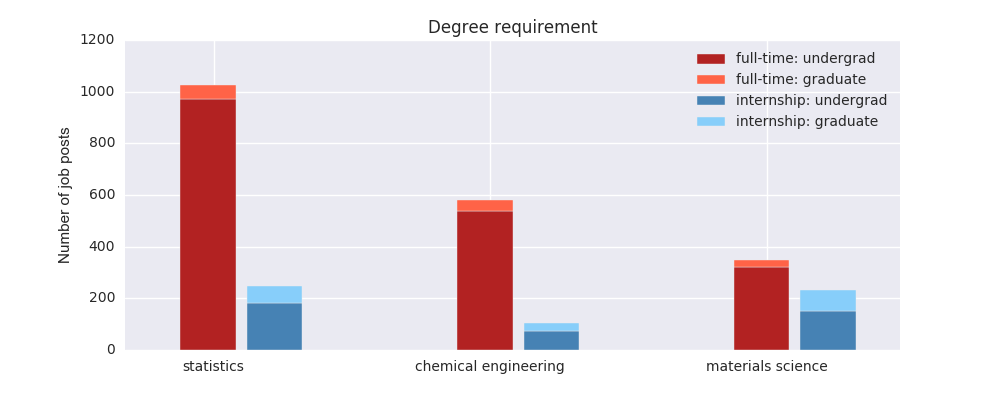 Degree requirement
1200
1000
800
600
400
200
0
Number of job posts
full-time: undergrad
full-time: graduate
internship: undergrad
internship: graduate
statistics
chemical engineering
materials science